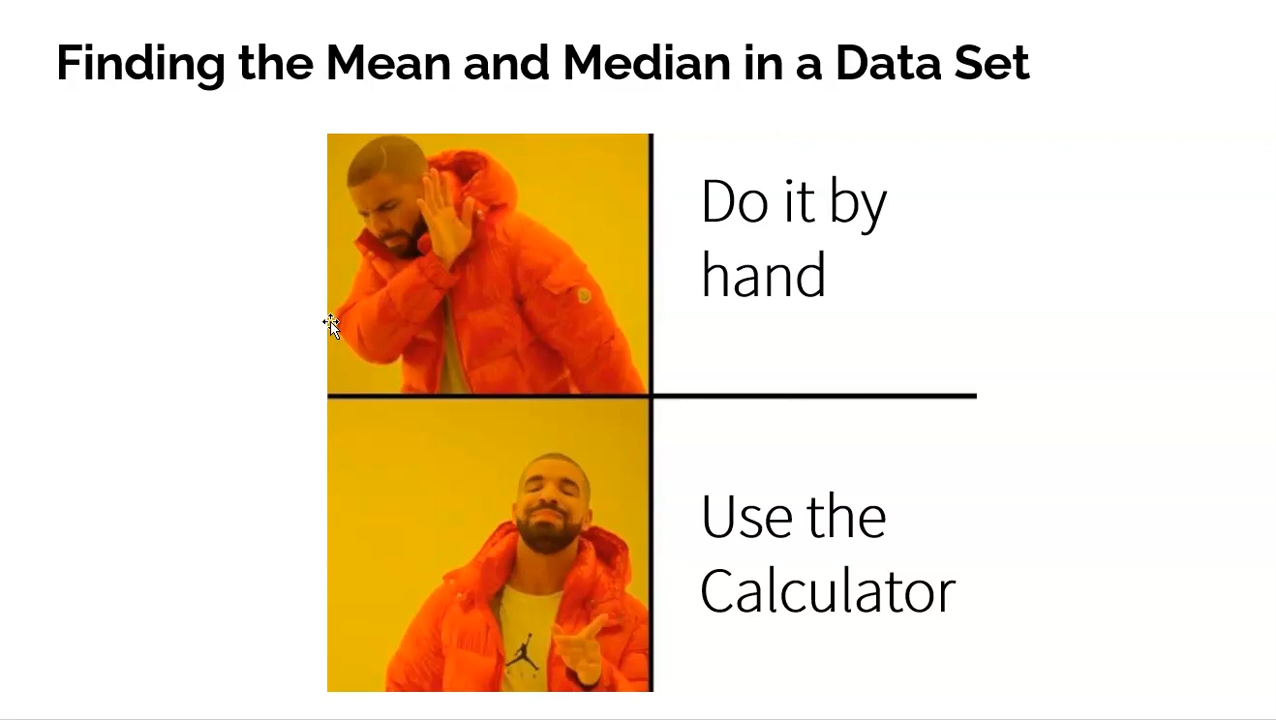 Finding the Mean and Median in a Data Set
Do it by
hand
Use the
Calculator